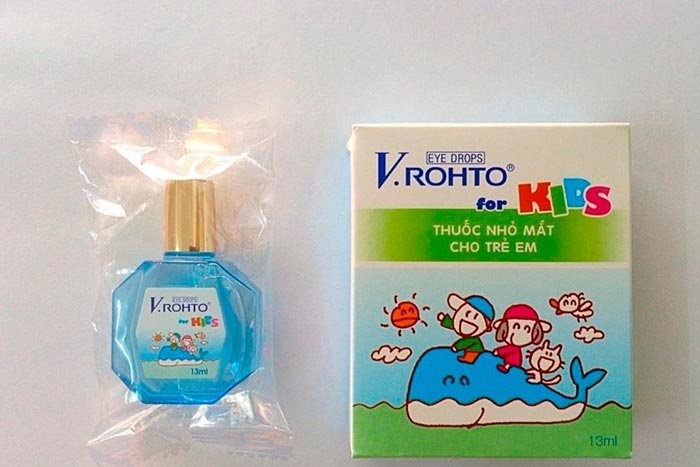 EYE DROPS
V.ROHTO
for KIDS
13ml
EYE DROPS
V.ROHTO®
for KIDS
THUỐC NHỎ MẮT
CHO TRẺ EM
13ml